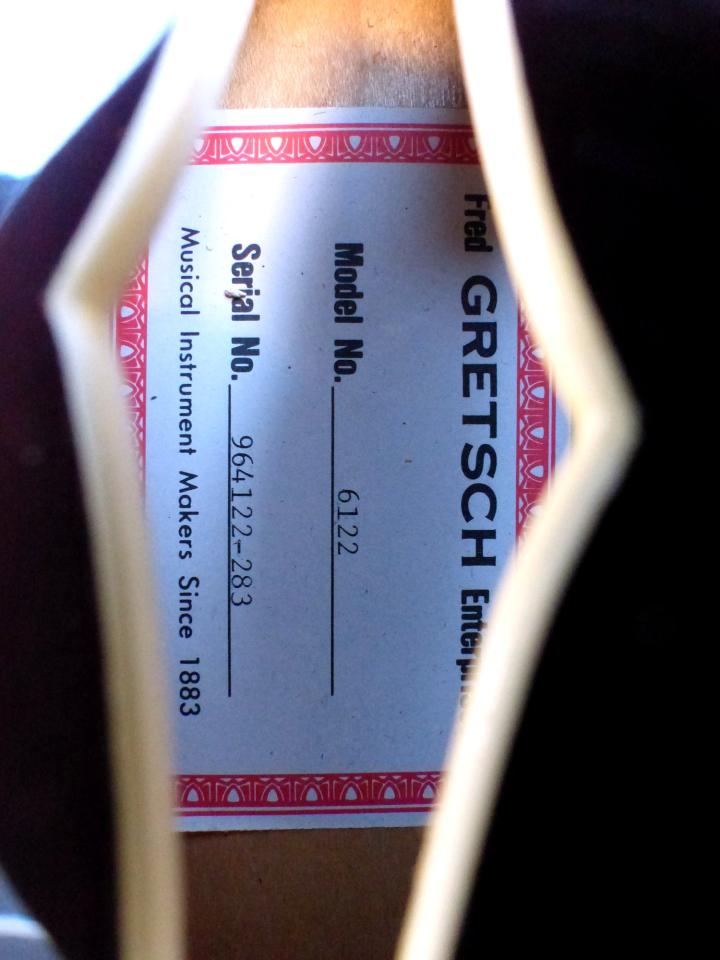 Fred GRETSCH
Model No. 6122
Serial No. 964122-283
Musical Instrument Makers Since 1883